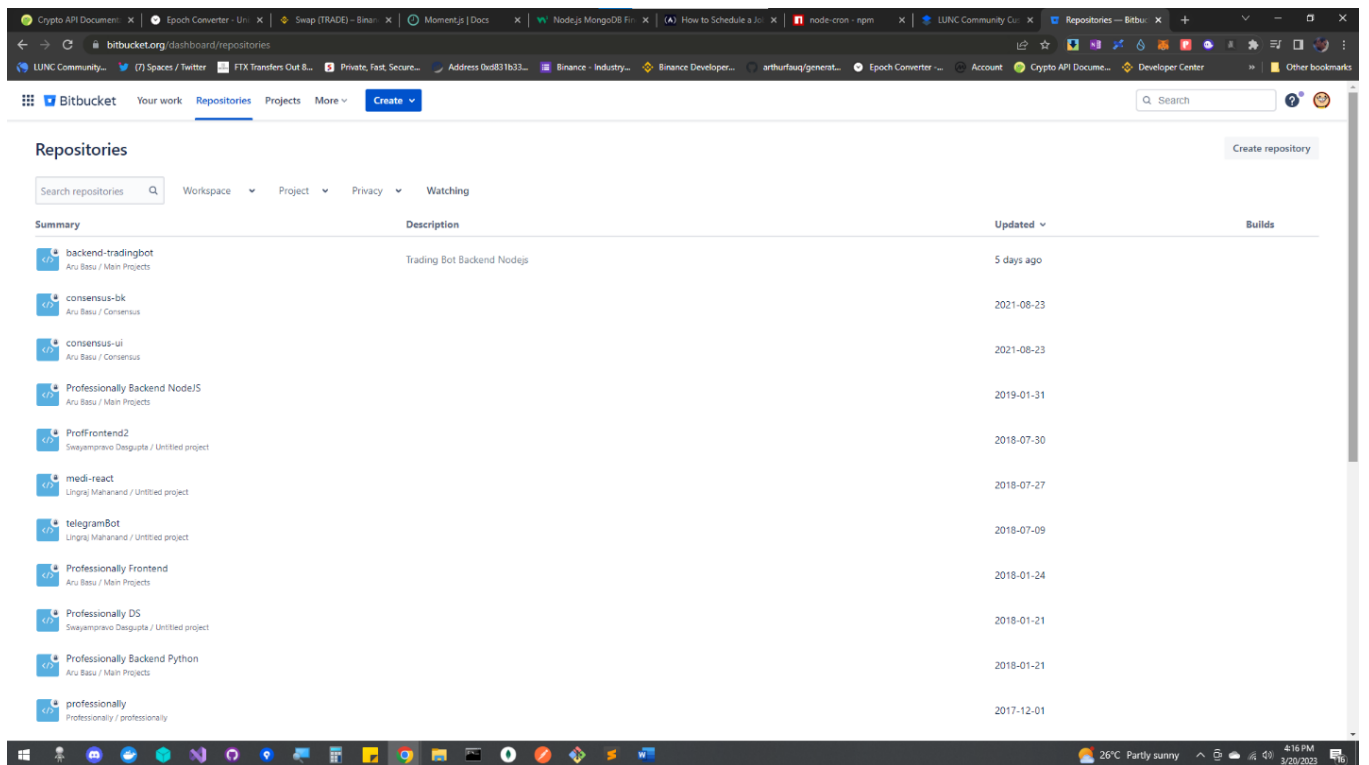 Crypto API Document
Epoch Converter - Uni
Swap (TRADE) – Binan
Moment.js | Docs
Node.js MongoDB Fin
(A) How to Schedule a Jo
node-cron - npm
LUNC Community Cu
Repositories — Bitbuc
bitbucket.org/dashboard/repositories
LUNC Community...
(7) Spaces / Twitter
FTX Transfers Out 8...
Private, Fast, Secure...
Address 0xd831b33...
Binance - Industry...
Binance Developer...
arthurfauq/generat...
Epoch Converter -...
Account
Crypto API Docume...
Developer Center
»
Other bookmarks
Bitbucket
Your work
Repositories
Projects
More
Create
Search
Repositories
Create repository
Search repositories
Workspace
Project
Privacy
Watching
Summary
Description
Updated
Builds
backend-tradingbot
Aru Basu / Main Projects
Trading Bot Backend Nodejs
5 days ago
consensus-bk
Aru Basu / Consensus
2021-08-23
consensus-ui
Aru Basu / Consensus
2021-08-23
Professionally Backend NodeJS
Aru Basu / Main Projects
2019-01-31
ProfFrontend2
Swayampravo Dasgupta / Untitled project
2018-07-30
medi-react
Lingraj Mahanand / Untitled project
2018-07-27
telegramBot
Lingraj Mahanand / Untitled project
2018-07-09
Professionally Frontend
Aru Basu / Main Projects
2018-01-24
Professionally DS
Swayampravo Dasgupta / Untitled project
2018-01-21
Professionally Backend Python
Aru Basu / Main Projects
2018-01-21
professionally
Professionally / professionally
2017-12-01
26°C Partly sunny
4:16 PM
3/20/2023